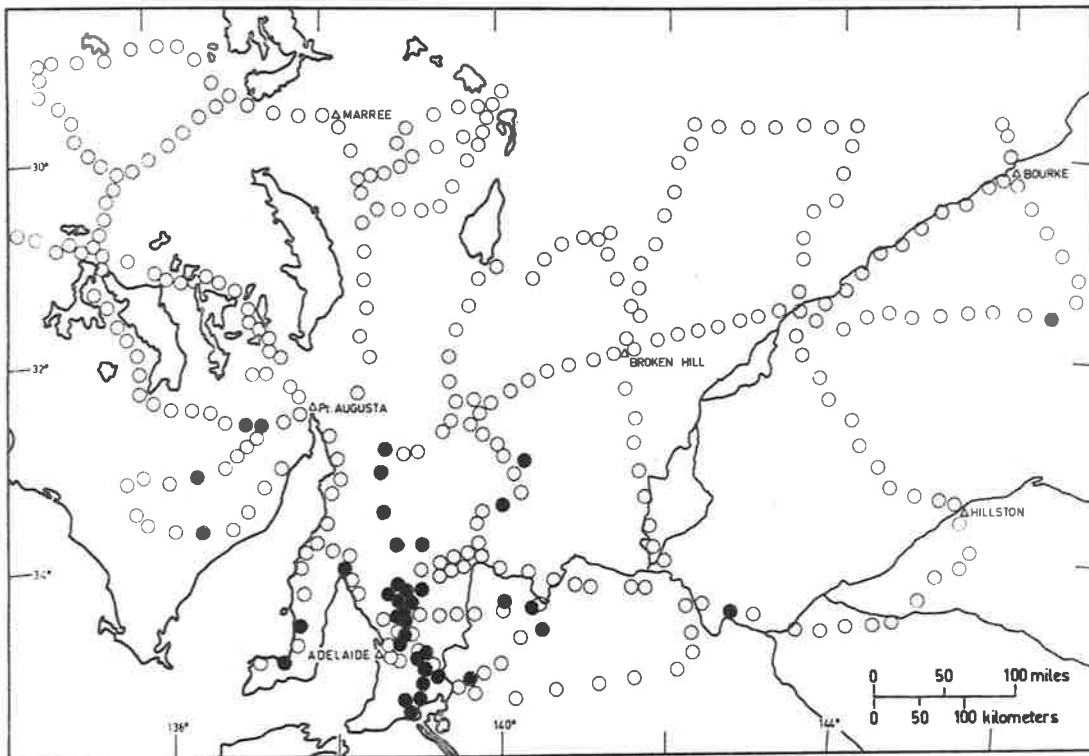 MARREE
30°
BOURKE
32°
BROKEN HILL
Pt. AUGUSTA
HILLSTON
34°
ADELAIDE
0 50 100 miles
0 50 100 kilometers
136°
140°
144°